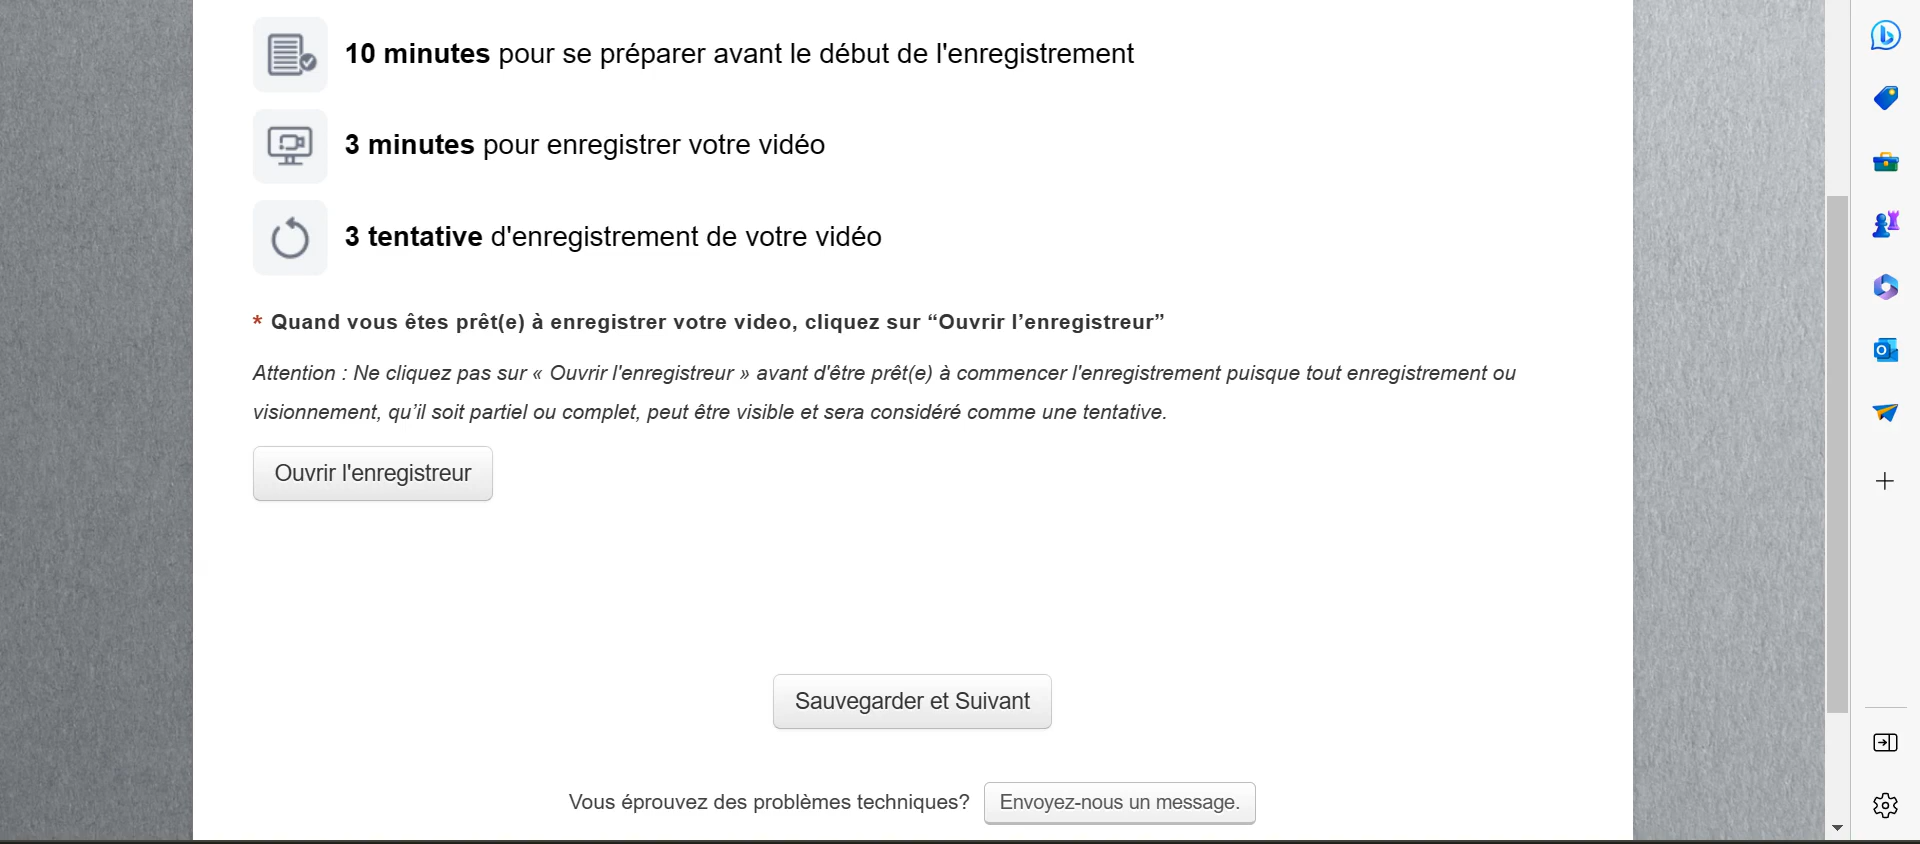 10 minutes pour se préparer avant le début de l'enregistrement
3 minutes pour enregistrer votre vidéo
3 tentative d'enregistrement de votre vidéo
* Quand vous êtes prêt(e) à enregistrer votre video, cliquez sur “Ouvrir l’enregistreur”
Attention : Ne cliquez pas sur « Ouvrir l'enregistreur » avant d'être prêt(e) à commencer l'enregistrement puisque tout enregistrement ou
visionnement, qu’il soit partiel ou complet, peut être visible et sera considéré comme une tentative.
Ouvrir l'enregistreur
Sauvegarder et Suivant
Vous éprouvez des problèmes techniques? Envoyez-nous un message.